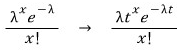 λ^x e^{-λ} / x! → λt^x e^{-λt} / x!